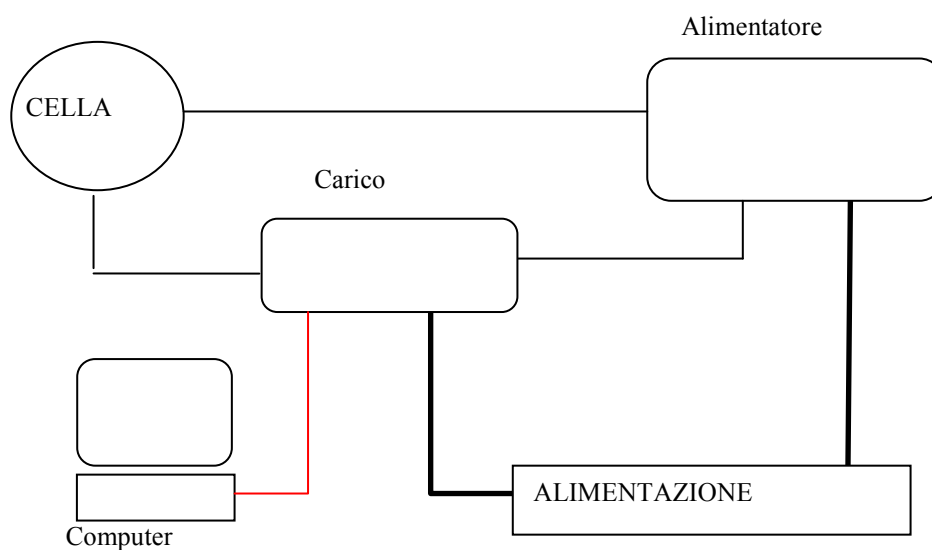 Alimentatore
CELLA
Carico
ALIMENTAZIONE
Computer